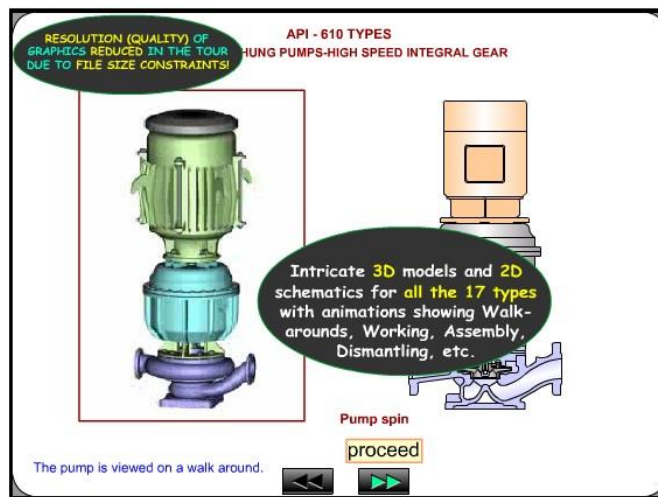 RESOLUTION (QUALITY) OF
GRAPHICS REDUCED IN THE TOUR
DUE TO FILE SIZE CONSTRAINTS!
API - 610 TYPES
HUNG PUMPS-HIGH SPEED INTEGRAL GEAR
Intricate 3D models and 2D
schematics for all the 17 types
with animations showing Walk-
arounds, Working, Assembly,
Dismantling, etc.
Pump spin
proceed
The pump is viewed on a walk around.